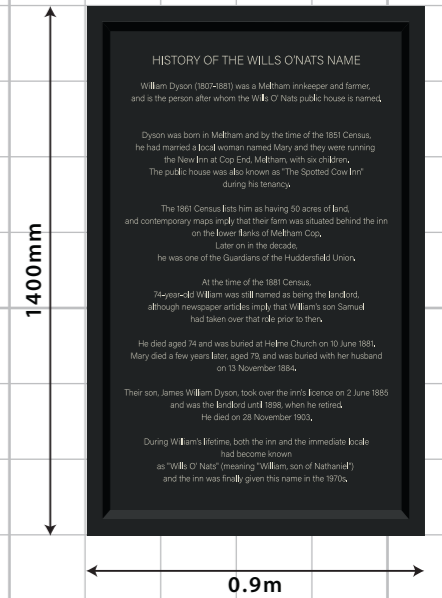 HISTORY OF THE WILLS O'NATS NAME
William Dyson (1807-1881) was a Meltham innkeeper and farmer,
and is the person after whom the Wills O' Nats public house is named.
Dyson was born in Meltham and by the time of the 1851 Census,
he had married a local woman named Mary and they were running
the New Inn at Cop End, Meltham, with six children.
The public house was also known as "The Spotted Cow Inn"
during his tenancy.
The 1861 Census lists him as having 50 acres of land,
and contemporary maps imply that their farm was situated behind the inn
on the lower flanks of Meltham Cop.
Later on in the decade,
he was one of the Guardians of the Huddersfield Union.
At the time of the 1881 Census,
74-year-old William was still named as being the landlord,
although newspaper articles imply that William's son Samuel
had taken over that role prior to then.
He died aged 74 and was buried at Helme Church on 10 June 1881.
Mary died a few years later, aged 79, and was buried with her husband
on 13 November 1884.
Their son, James William Dyson, took over the inn's licence on 2 June 1885
and was the landlord until 1898, when he retired.
He died on 28 November 1903.
During William's lifetime, both the inn and the immediate locale
had become known
as "Wills O' Nats" (meaning "William, son of Nathaniel")
and the inn was finally given this name in the 1970s.
1400mm
0.9m